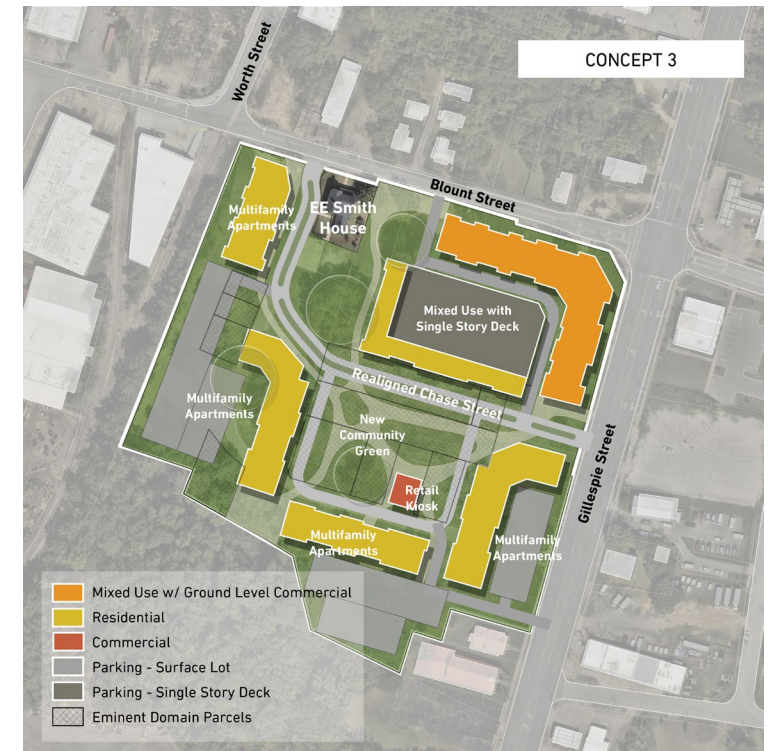 CONCEPT 3
Worth Street
Blount Street
Multifamily
Apartments
EE Smith
House
Mixed Use with
Single Story Deck
Realigned Chase Street
Multifamily
Apartments
New
Community
Green
Gillespie Street
Retail
Kiosk
Multifamily
Apartments
Multifamily
Apartments
Mixed Use w/ Ground Level Commercial
Residential
Commercial
Parking - Surface Lot
Parking - Single Story Deck
Eminent Domain Parcels